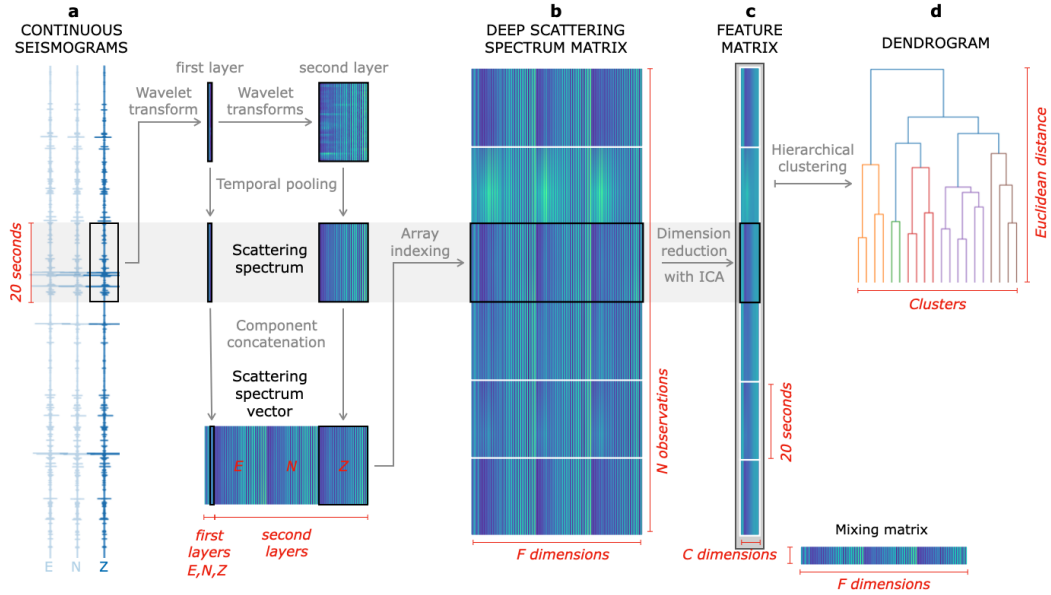 a
CONTINUOUS
SEISMOGRAMS
first layer
second layer
Wavelet
transform
Wavelet
transforms
Temporal pooling
20 seconds
Scattering
spectrum
Array
indexing
Component
concatenation
Scattering
spectrum
vector
E
N
Z
first
layers
E,N,Z
second
layers
E
N
Z
b
DEEP SCATTERING
SPECTRUM MATRIX
N observations
F dimensions
Dimension
reduction
with ICA
c
FEATURE
MATRIX
20 seconds
C dimensions
Mixing matrix
F dimensions
d
DENDROGRAM
Hierarchical
clustering
Euclidean distance
Clusters